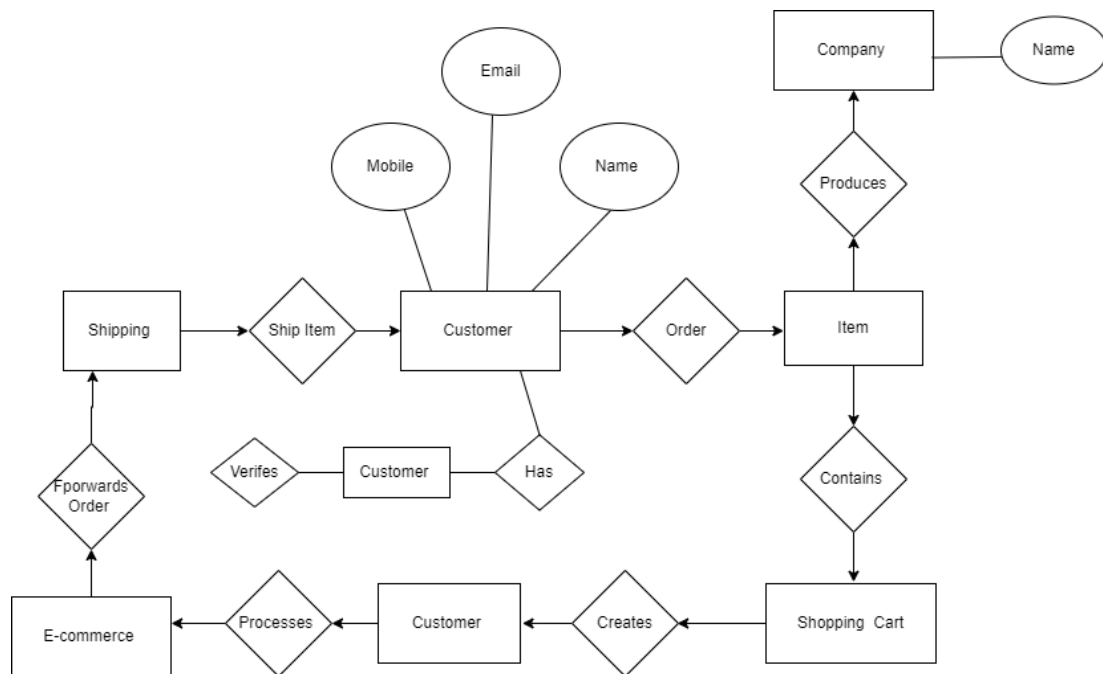 Company
Name
Email
Mobile
Name
Produces
Shipping
Ship Item
Customer
Order
Item
Verifes
Customer
Has
Contains
Fporwards
Order
E-commerce
Processes
Customer
Creates
Shopping Cart